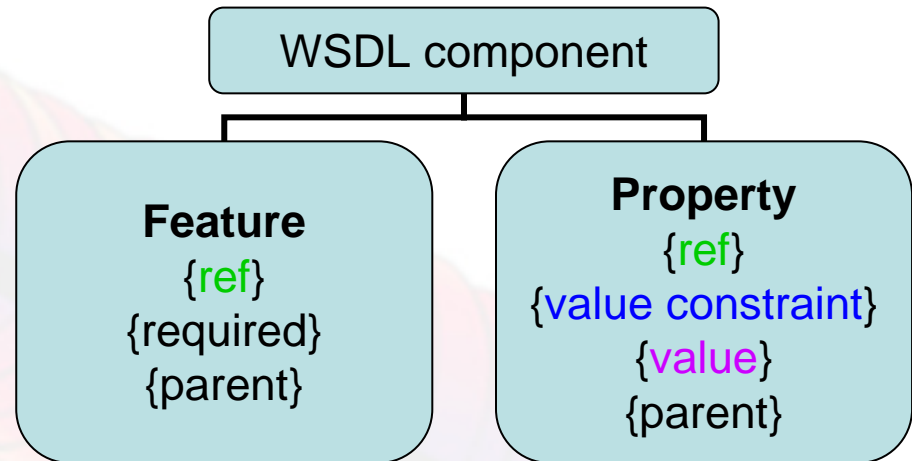 WSDL component
Feature
{ref}
{required}
{parent}
Property
{ref}
{value constraint}
{value}
{parent}